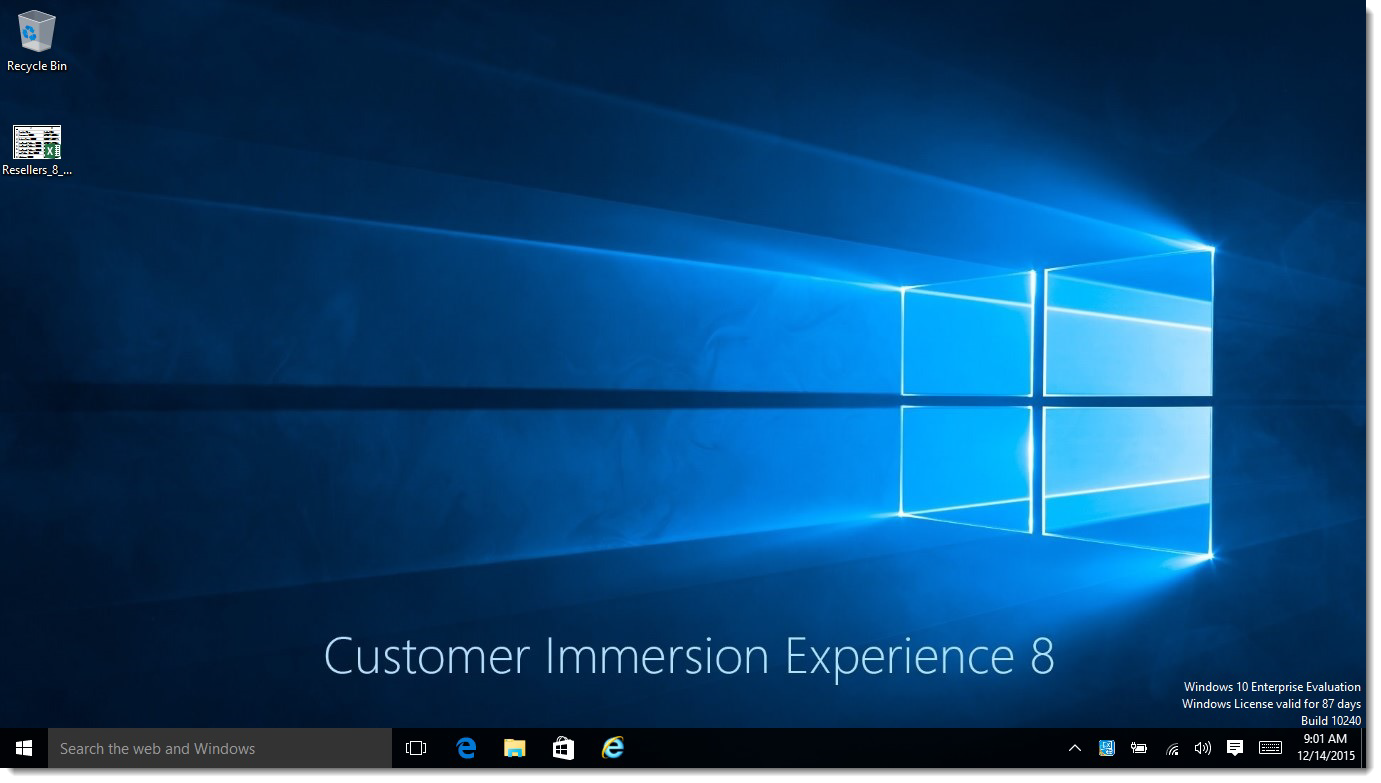 Recycle Bin
Resellers_8_...
Customer Immersion Experience 8
Windows 10 Enterprise Evaluation
Windows License valid for 87 days
Build 10240
Search the web and Windows
9:01 AM
12/14/2015